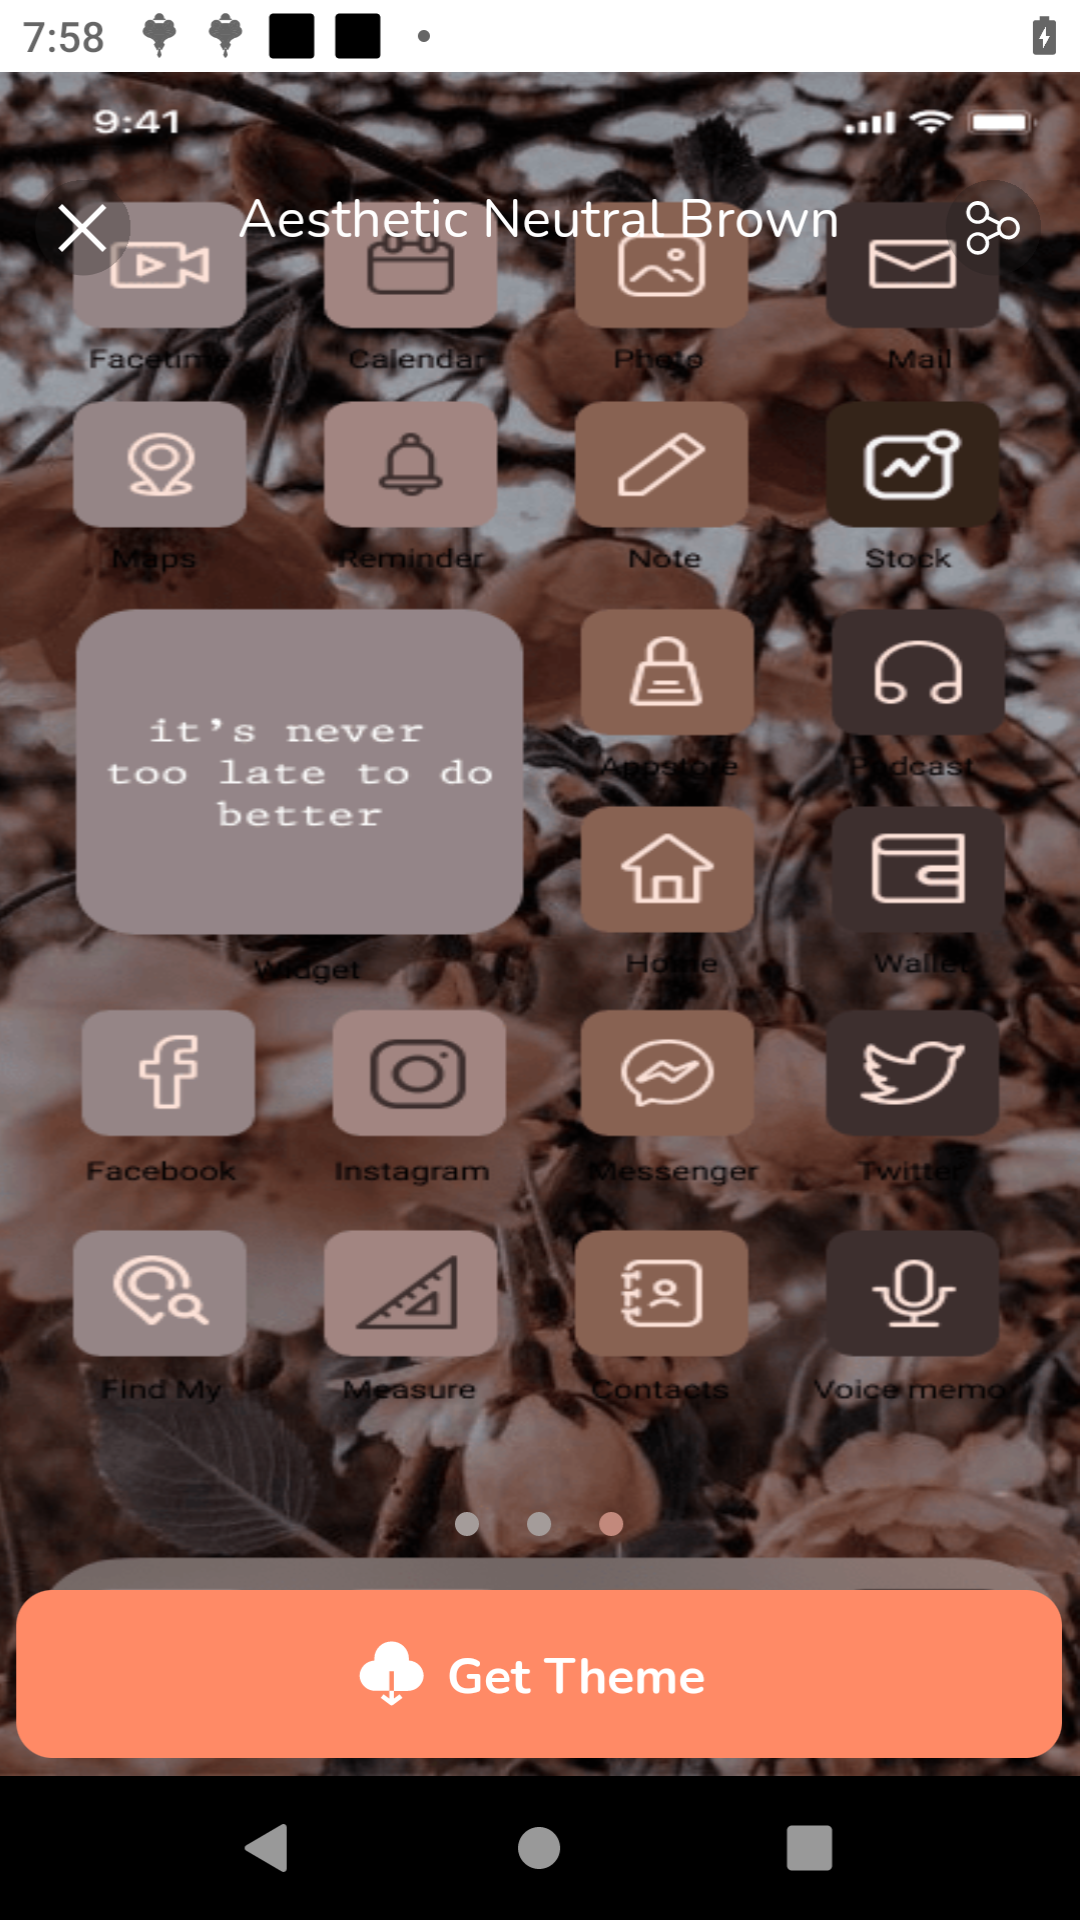 7:58
9:41
Aesthetic Neutral Brown
Facetime Calendar Photo Mail
Maps Reminder Note Stock
it's never
too late to do
better
Appstore Podcast
Widget Home Wallet
Facebook Instagram Messenger Twitter
Find My Measure Contacts Voice memo
Get Theme